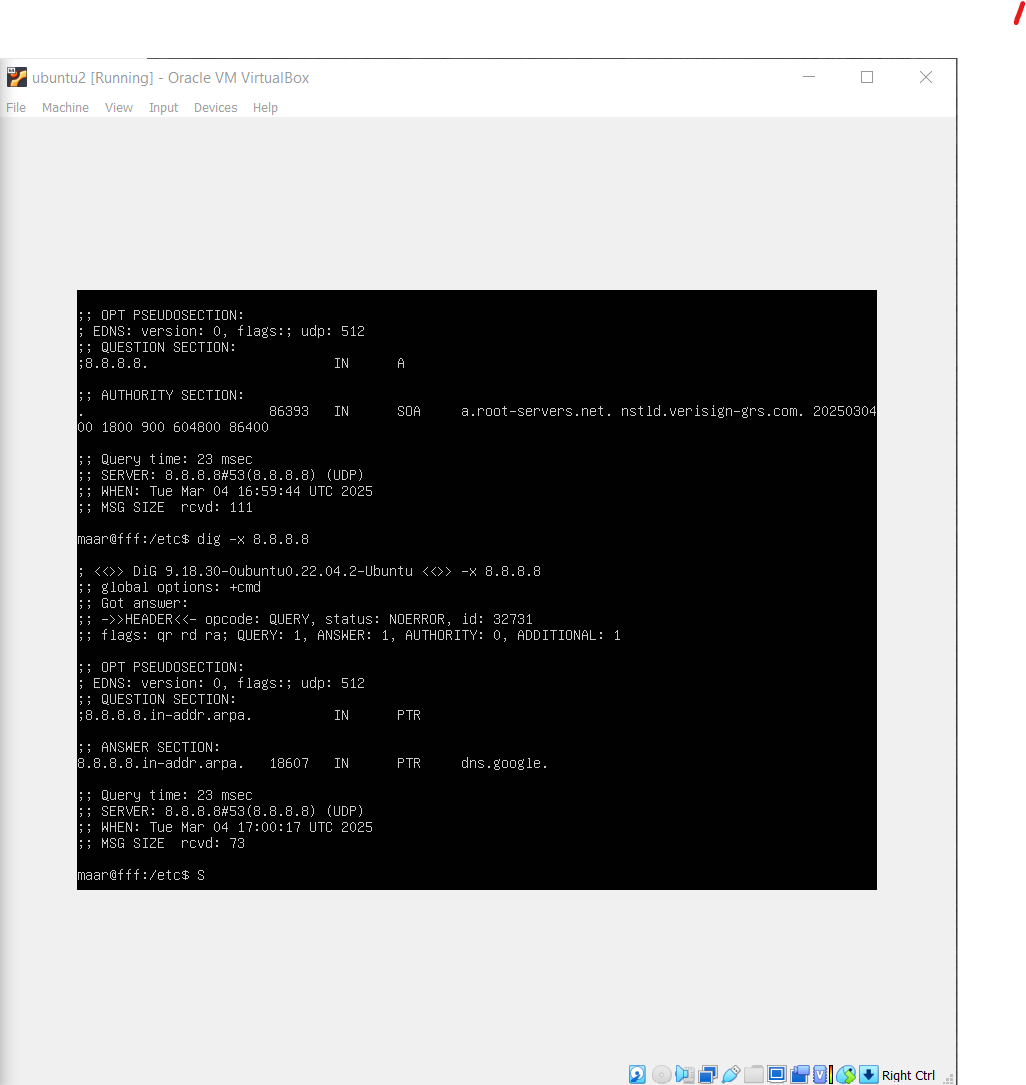 ubuntu2 [Running] - Oracle VM VirtualBox
File Machine View Input Devices Help
;; OPT PSEUDOSECTION:
; EDNS: version: 0, flags:; udp: 512
;; QUESTION SECTION:
;8.8.8.8. IN A
;; AUTHORITY SECTION:
. 86393 IN SOA a.root-servers.net. nstld.verisign-grs.com. 20250304
00 1800 900 604800 86400
;; Query time: 23 msec
;; SERVER: 8.8.8.8#53(8.8.8.8) (UDP)
;; WHEN: Tue Mar 04 16:59:44 UTC 2025
;; MSG SIZE  rcvd: 111
maar@fff:/etc$ dig -x 8.8.8.8
; <<>> DiG 9.18.30-0ubuntu0.22.04.2-Ubuntu <<>> -x 8.8.8.8
;; global options: +cmd
;; Got answer:
;; ->>HEADER<<- opcode: QUERY, status: NOERROR, id: 32731
;; flags: qr rd ra; QUERY: 1, ANSWER: 1, AUTHORITY: 0, ADDITIONAL: 1
;; OPT PSEUDOSECTION:
; EDNS: version: 0, flags:; udp: 512
;; QUESTION SECTION:
;8.8.8.8.in-addr.arpa. IN PTR
;; ANSWER SECTION:
8.8.8.8.in-addr.arpa. 18607 IN PTR dns.google.
;; Query time: 23 msec
;; SERVER: 8.8.8.8#53(8.8.8.8) (UDP)
;; WHEN: Tue Mar 04 17:00:17 UTC 2025
;; MSG SIZE  rcvd: 73
maar@fff:/etc$ S
Right Ctrl